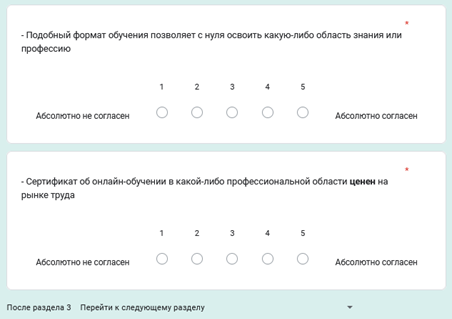 *
- Подобный формат обучения позволяет с нуля освоить какую-либо область знания или
профессию
1 2 3 4 5
Абсолютно не согласен Абсолютно согласен
*
- Сертификат об онлайн-обучении в какой-либо профессиональной области ценен на
рынке труда
1 2 3 4 5
Абсолютно не согласен Абсолютно согласен
После раздела 3 Перейти к следующему разделу